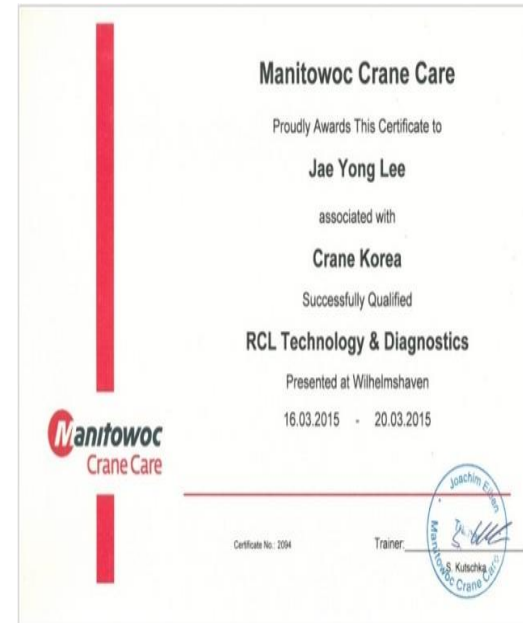 Manitowoc Crane Care
Proudly Awards This Certificate to
Jae Yong Lee
associated with
Crane Korea
Successfully Qualified
RCL Technology & Diagnostics
Presented at Wilhelmshaven
16.03.2015 - 20.03.2015
Manitowoc
Crane Care
Certificate No.: 2094
Trainer:
Joachim Eiben
S. Kutschka
Manitowoc Crane Care